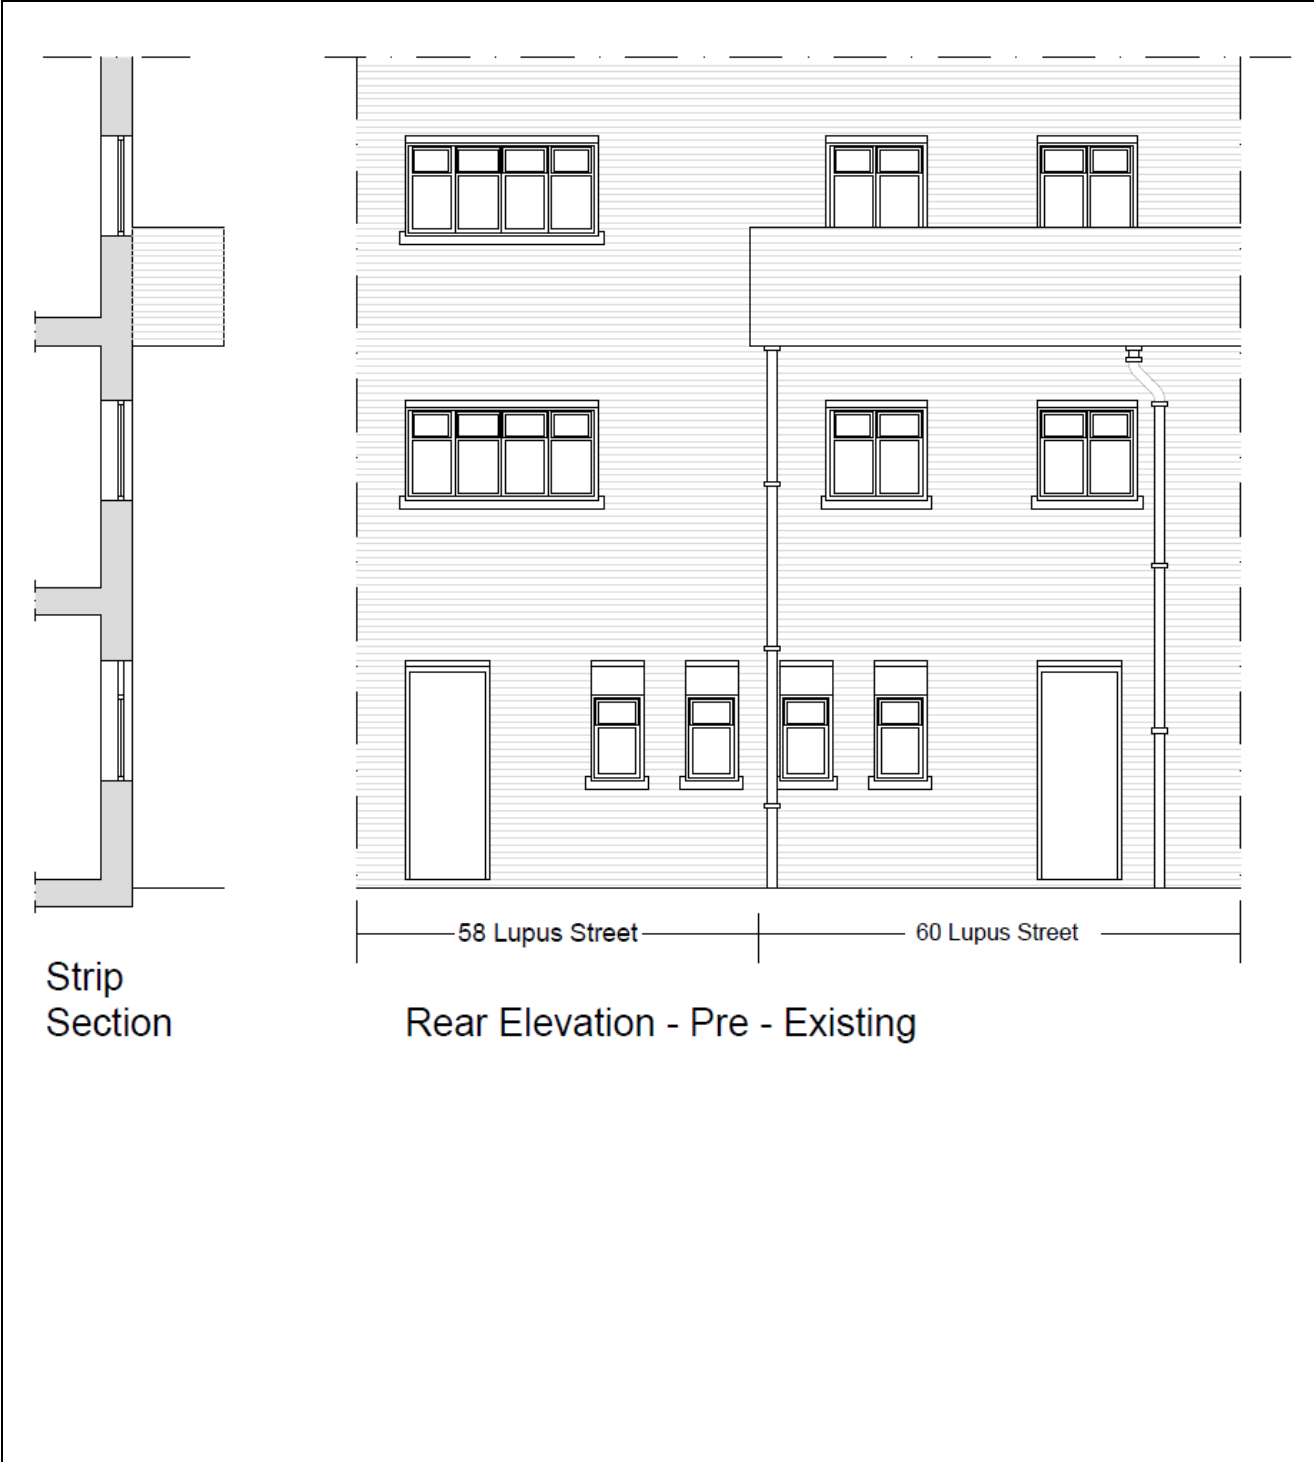 58 Lupus Street
60 Lupus Street
Strip
Section
Rear Elevation - Pre - Existing